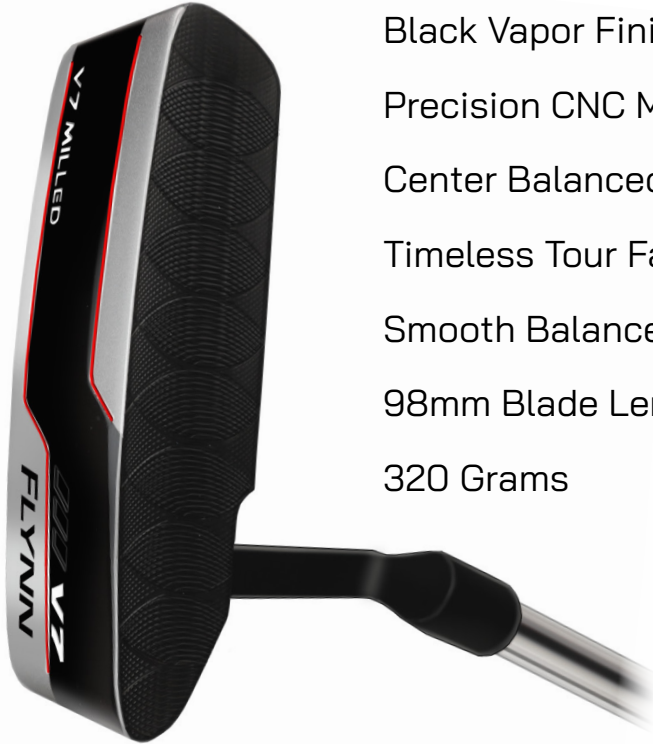 Black Vapor Fini
Precision CNC M
Center Balanced
Timeless Tour Fa
Smooth Balance
98mm Blade Le
320 Grams
V7 MILLED
V7
FLYNN